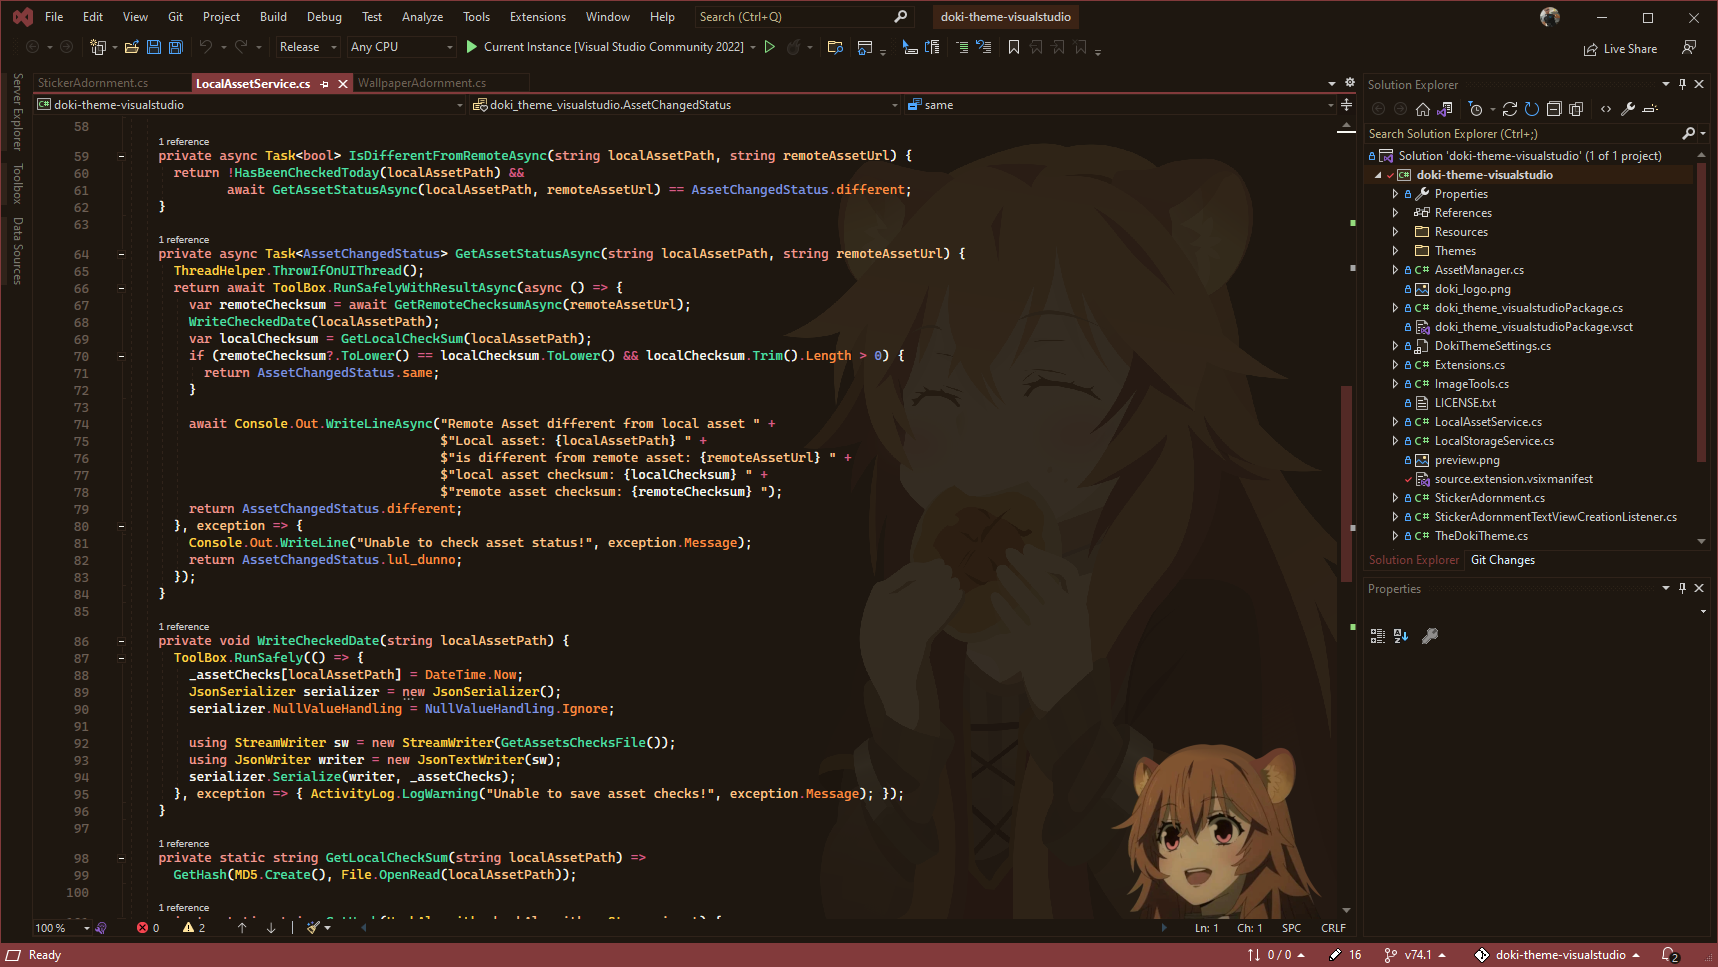 File Edit View Git Project Build Debug Test Analyze Tools Extensions Window Help Search (Ctrl+Q) doki-theme-visualstudio
Release Any CPU Current Instance [Visual Studio Community 2022] Live Share
Server Explorer
Toolbox
Data Sources
StickerAdornment.cs LocalAssetService.cs WallpaperAdornment.cs
doki-theme-visualstudio doki_theme_visualstudio.AssetChangedStatus same
58
1 reference
59 private async Task<bool> IsDifferentFromRemoteAsync(string localAssetPath, string remoteAssetUrl) {
60 return !HasBeenCheckedToday(localAssetPath) &&
61 await GetAssetStatusAsync(localAssetPath, remoteAssetUrl) == AssetChangedStatus.different;
62 }
63
1 reference
64 private async Task<AssetChangedStatus> GetAssetStatusAsync(string localAssetPath, string remoteAssetUrl) {
65 ThreadHelper.ThrowIfOnUIThread();
66 return await ToolBox.RunSafelyWithResultAsync(async () => {
67 var remoteChecksum = await GetRemoteChecksumAsync(remoteAssetUrl);
68 WriteCheckedDate(localAssetPath);
69 var localChecksum = GetLocalCheckSum(localAssetPath);
70 if (remoteChecksum?.ToLower() == localChecksum.ToLower() && localChecksum.Trim().Length > 0) {
71 return AssetChangedStatus.same;
72 }
73
74 await Console.Out.WriteLineAsync("Remote Asset different from local asset " +
75 $"Local asset: {localAssetPath} " +
76 $"is different from remote asset: {remoteAssetUrl} " +
77 $"local asset checksum: {localChecksum} " +
78 $"remote asset checksum: {remoteChecksum} ");
79 return AssetChangedStatus.different;
80 }, exception => {
81 Console.Out.WriteLine("Unable to check asset status!", exception.Message);
82 return AssetChangedStatus.lul_dunno;
83 });
84 }
85
1 reference
86 private void WriteCheckedDate(string localAssetPath) {
87 ToolBox.RunSafely(() => {
88 _assetChecks[localAssetPath] = DateTime.Now;
89 JsonSerializer serializer = new JsonSerializer();
90 serializer.NullValueHandling = NullValueHandling.Ignore;
91
92 using StreamWriter sw = new StreamWriter(GetAssetsChecksFile());
93 using JsonWriter writer = new JsonTextWriter(sw);
94 serializer.Serialize(writer, _assetChecks);
95 }, exception => { ActivityLog.LogWarning("Unable to save asset checks!", exception.Message); });
96 }
97
1 reference
98 private static string GetLocalCheckSum(string localAssetPath) =>
99 GetHash(MD5.Create(), File.OpenRead(localAssetPath));
100
1 reference
100 % 0 2 Ln: 1 Ch: 1 SPC CRLF
Solution Explorer
Search Solution Explorer (Ctrl+;)
Solution 'doki-theme-visualstudio' (1 of 1 project)
doki-theme-visualstudio
Properties
References
Resources
Themes
C# AssetManager.cs
doki_logo.png
C# doki_theme_visualstudioPackage.cs
doki_theme_visualstudioPackage.vsct
DokiThemeSettings.cs
C# Extensions.cs
C# ImageTools.cs
LICENSE.txt
C# LocalAssetService.cs
C# LocalStorageService.cs
preview.png
source.extension.vsixmanifest
C# StickerAdornment.cs
C# StickerAdornmentTextViewCreationListener.cs
C# TheDokiTheme.cs
Solution Explorer Git Changes
Properties
Ready 0 / 0 16 v74.1 doki-theme-visualstudio 2